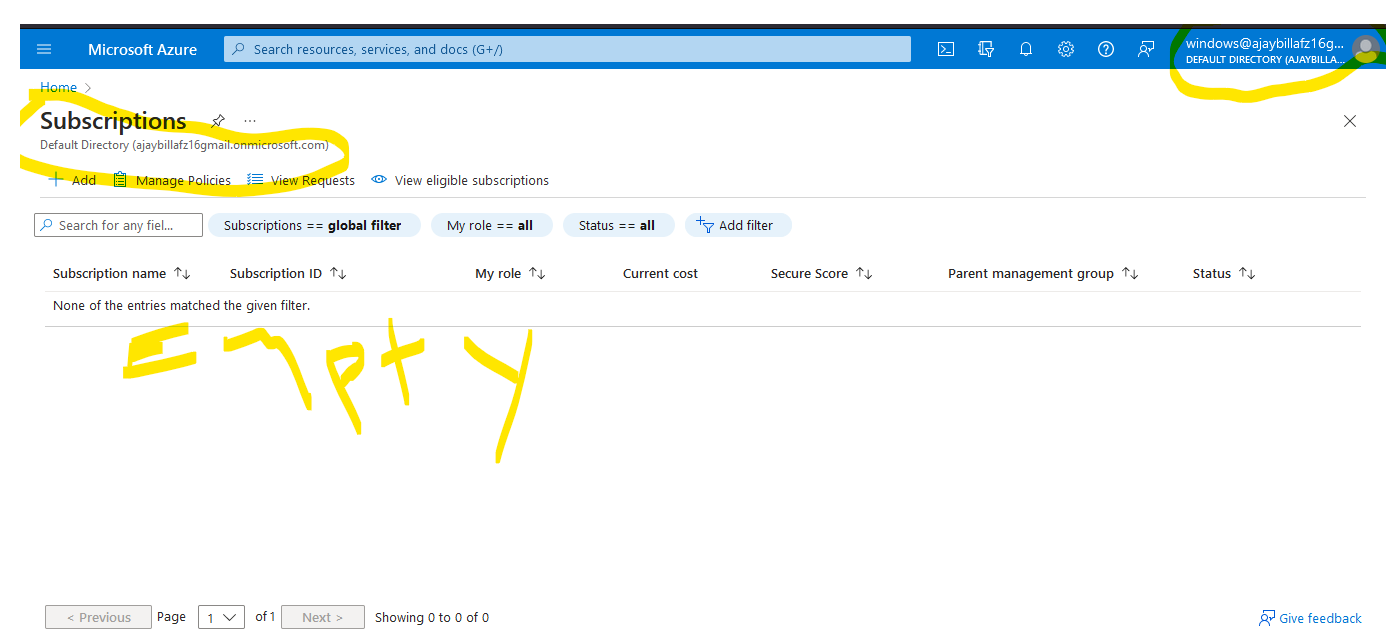 Microsoft Azure
Search resources, services, and docs (G+/)
windows@ajaybillafz16g...
DEFAULT DIRECTORY (AJAYBILLA...
Home >
Subscriptions ...
Default Directory (ajaybillafz16gmail.onmicrosoft.com)
+ Add Manage Policies View Requests View eligible subscriptions
Search for any fiel... Subscriptions == global filter My role == all Status == all Add filter
Subscription name ↑↓ Subscription ID ↑↓ My role ↑↓ Current cost Secure Score ↑↓ Parent management group ↑↓ Status ↑↓
None of the entries matched the given filter.
Empty
< Previous Page 1 of 1 Next > Showing 0 to 0 of 0 Give feedback